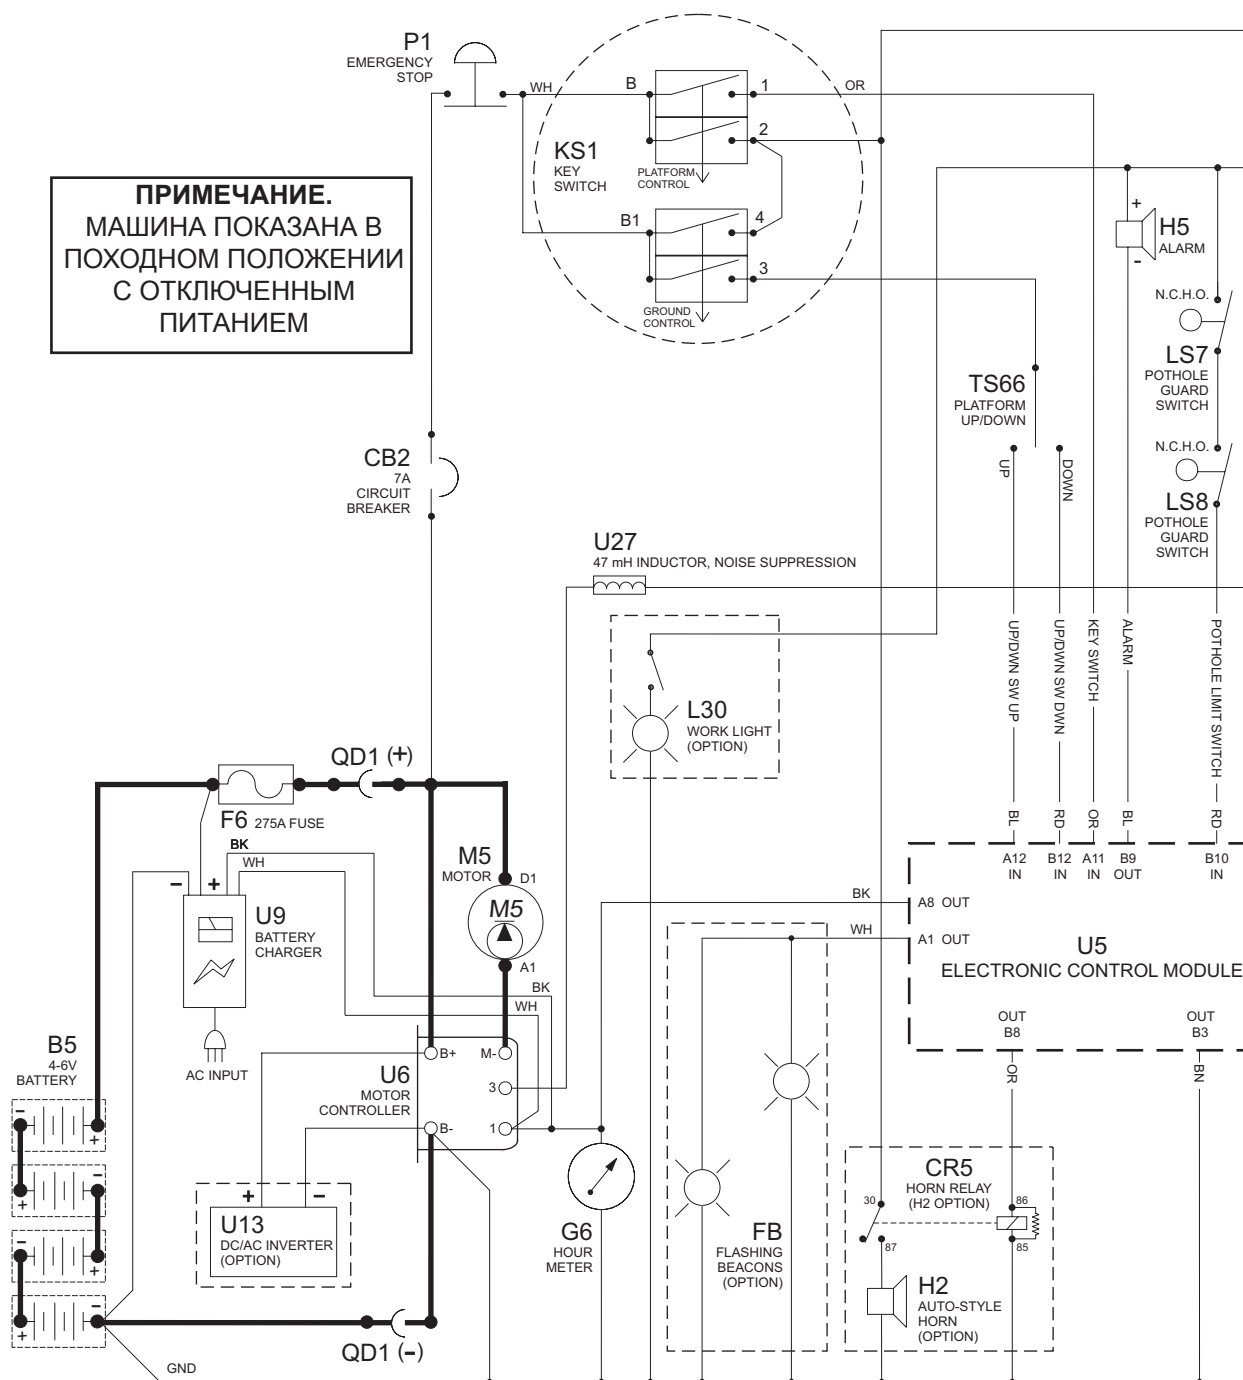 P1
EMERGENCY
STOP
WH
B
1
OR
2
KS1
KEY
SWITCH
PLATFORM
CONTROL
B1
4
3
GROUND
CONTROL
ПРИМЕЧАНИЕ.
МАШИНА ПОКАЗАНА В
ПОХОДНОМ ПОЛОЖЕНИИ
С ОТКЛЮЧЕННЫМ
ПИТАНИЕМ
+
H5
ALARM
-
N.C.H.O.
LS7
POTHOLE
GUARD
SWITCH
TS66
PLATFORM
UP/DOWN
UP
DOWN
N.C.H.O.
LS8
POTHOLE
GUARD
SWITCH
CB2
7A
CIRCUIT
BREAKER
U27
47 mH INDUCTOR, NOISE SUPPRESSION
UP/DWN SW UP
UP/DWN SW DWN
KEY SWITCH
ALARM
POTHOLE LIMIT SWITCH
L30
WORK LIGHT
(OPTION)
QD1 (+)
F6 275A FUSE
BK
WH
- +
U9
BATTERY
CHARGER
AC INPUT
M5
MOTOR
D1
M5
A1
BK
WH
BL
RD
OR
BL
RD
A12
IN
B12
IN
A11
IN
B9
OUT
B10
IN
BK
A8 OUT
WH
A1 OUT
U5
ELECTRONIC CONTROL MODULE
OUT
B8
OUT
B3
OR
BN
B5
4-6V
BATTERY
-
+
-
+
-
+
-
+
U6
MOTOR
CONTROLLER
B+
M-
3
B-
1
+ -
U13
DC/AC INVERTER
(OPTION)
G6
HOUR
METER
FB
FLASHING
BEACONS
(OPTION)
CR5
HORN RELAY
(H2 OPTION)
30
87
86
85
H2
AUTO-STYLE
HORN
(OPTION)
QD1 (-)
GND